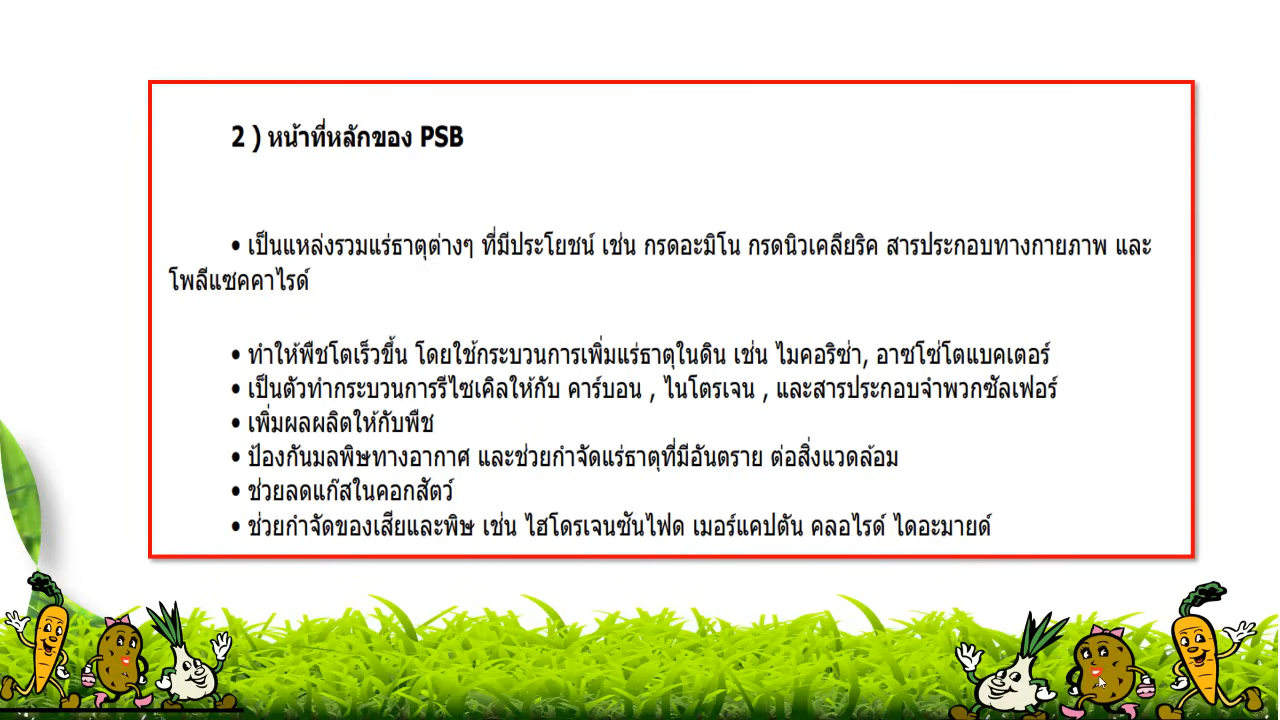 2 ) หน้าที่หลักของ PSB
• เป็นแหล่งรวมแร่ธาตุต่างๆ ที่มีประโยชน์ เช่น กรดอะมิโน กรดนิวเคลียริค สารประกอบทางกายภาพ และ
โพลีแซคคาไรด์
• ทำให้พืชโตเร็วขึ้น โดยใช้กระบวนการเพิ่มแร่ธาตุในดิน เช่น ไมคอริซ่า, อาซโซ่โตแบคเตอร์
• เป็นตัวทำกระบวนการรีไซเคิลให้กับ คาร์บอน , ไนโตรเจน , และสารประกอบจำพวกซัลเฟอร์
• เพิ่มผลผลิตให้กับพืช
• ป้องกันมลพิษทางอากาศ และช่วยกำจัดแร่ธาตุที่มีอันตราย ต่อสิ่งแวดล้อม
• ช่วยลดแก๊สในคอกสัตว์
• ช่วยกำจัดของเสียและพิษ เช่น ไฮโดรเจนซันไฟด เมอร์แคปตัน คลอไรด์ ไดอะมายด์